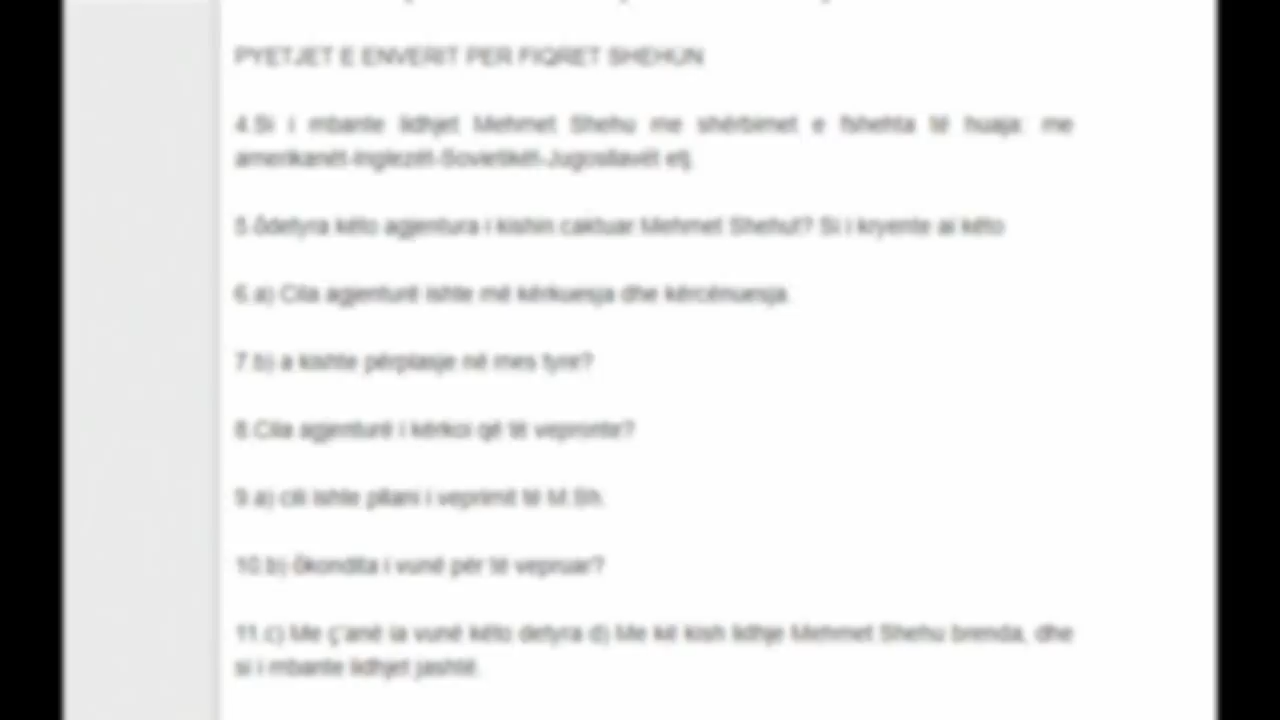 PYETJET E ENVERIT PER FIQRET SHEHUN
4.Si i mbante lidhjet Mehmet Shehu me shërbimet e fshehta të huaja: me
amerikanët-Inglezët-Sovietikët-Jugosllavët etj.
5.õdetyra këto agjentura i kishin caktuar Mehmet Shehut? Si i kryente ai këto
6.a) Cila agjenturë ishte më kërkuesja dhe kërcënuesja.
7.b) a kishte përplasje në mes tyre?
8.Cila agjenturë i kërkoi që të vepronte?
9.a) cili ishte pllani i veprimit të M.Sh.
10.b) õkondita i vunë për të vepruar?
11.c) Me ç'anë ia vunë këto detyra d) Me kë kish lidhje Mehmet Shehu brenda, dhe
si i mbante lidhjet jashtë.